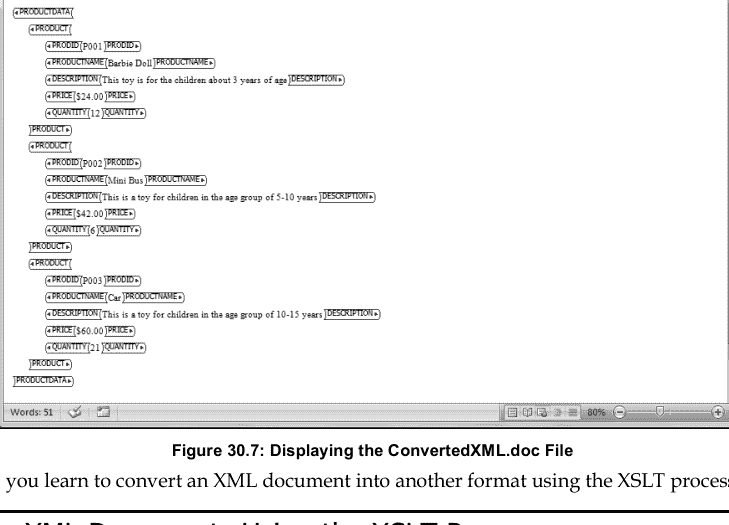 PRODUCTDATA
PRODUCT
PRODID P001 PRODID
PRODUCTNAME Barbie Doll PRODUCTNAME
DESCRIPTION This toy is for the children about 3 years of age DESCRIPTION
PRICE $24.00 PRICE
QUANTITY 12 QUANTITY
PRODUCT
PRODUCT
PRODID P002 PRODID
PRODUCTNAME Mini Bus PRODUCTNAME
DESCRIPTION This is a toy for children in the age group of 5-10 years DESCRIPTION
PRICE $42.00 PRICE
QUANTITY 6 QUANTITY
PRODUCT
PRODUCT
PRODID P003 PRODID
PRODUCTNAME Car PRODUCTNAME
DESCRIPTION This is a toy for children in the age group of 10-15 years DESCRIPTION
PRICE $60.00 PRICE
QUANTITY 21 QUANTITY
PRODUCT
PRODUCTDATA
Words: 51 80%
Figure 30.7: Displaying the ConvertedXML.doc File
you learn to convert an XML document into another format using the XSLT proces